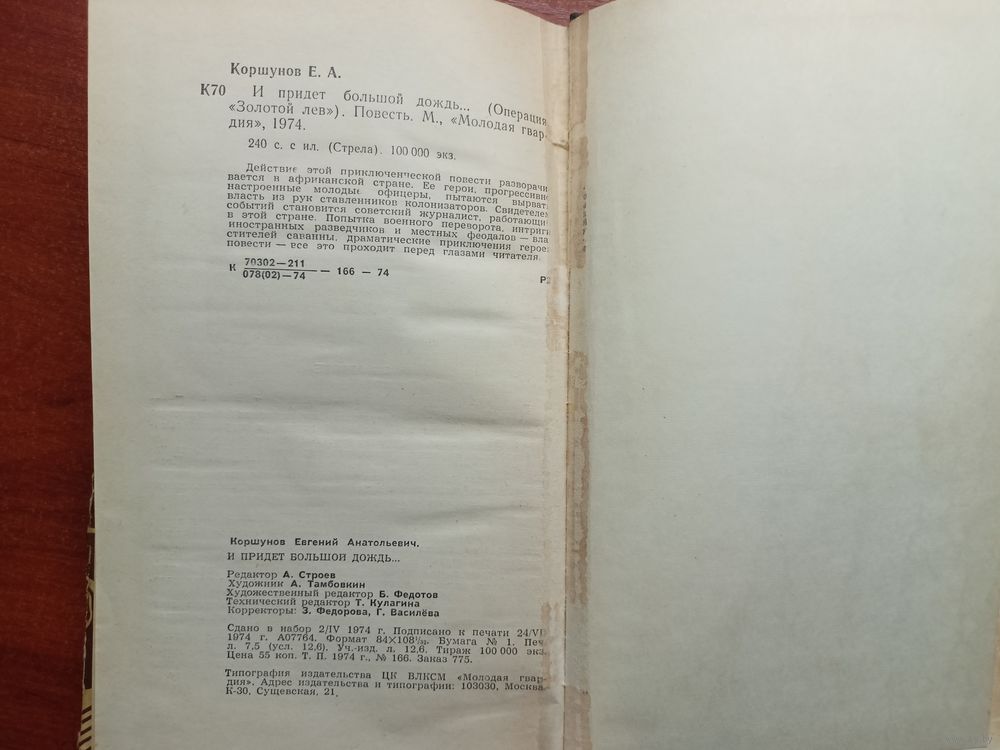 Коршунов Е. А.
К70 И придет большой дождь... (Операция
«Золотой лев»). Повесть. М., «Молодая гвар-
дия», 1974.
240 с. с ил. (Стрела). 100 000 экз.
Действие этой приключенческой повести разворачи
вается в африканской стране. Ее герои, прогрессивно
настроенные молодые офицеры, пытаются вырвать
власть из рук ставленников колонизаторов. Свидетелем
событий становится советский журналист, работающи
в этой стране. Попытка военного переворота, интриги
иностранных разведчиков и местных феодалов — вла
стителей саванны, драматические приключения герое
повести — все это проходит перед глазами читателя.
К 70302—211
078(02)—74 — 166 — 74
Р2
Коршунов Евгений Анатольевич.
И ПРИДЕТ БОЛЬШОЙ ДОЖДЬ...
Редактор А. Строев
Художник А. Тамбовкин
Художественный редактор Б. Федотов
Технический редактор Т. Кулагина
Корректоры: З. Федорова, Г. Василёва
Сдано в набор 2/IV 1974 г. Подписано к печати 24/VI
1974 г. А07764. Формат 84×108¹/₃₂. Бумага № 1. Печ.
л. 7,5 (усл. 12,6). Уч.-изд. л. 12,6. Тираж 100 000 экз.
Цена 55 коп. Т. П. 1974 г., № 166. Заказ 775.
Типография издательства ЦК ВЛКСМ «Молодая гвар-
дия». Адрес издательства и типографии: 103030, Москва
К-30, Сущевская, 21.